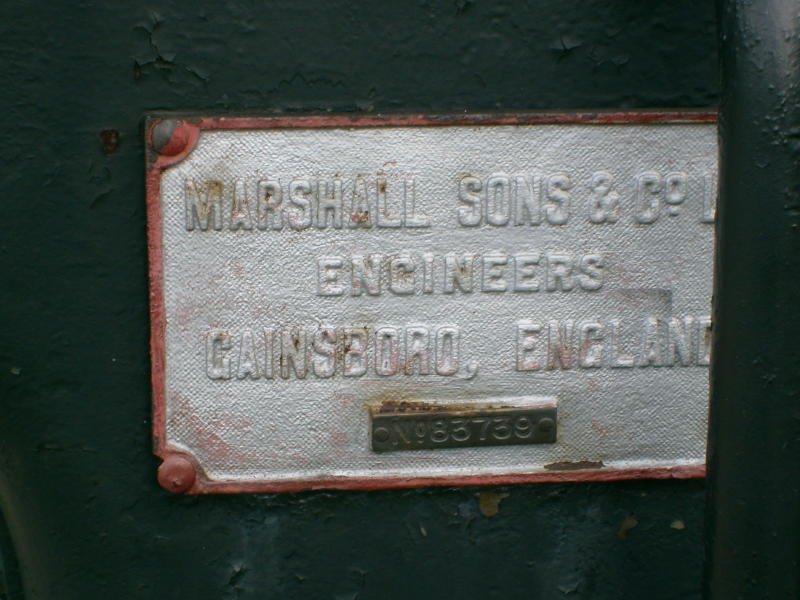 MARSHALL SONS & Co L
ENGINEERS
GAINSBORO, ENGLAND
No 83739